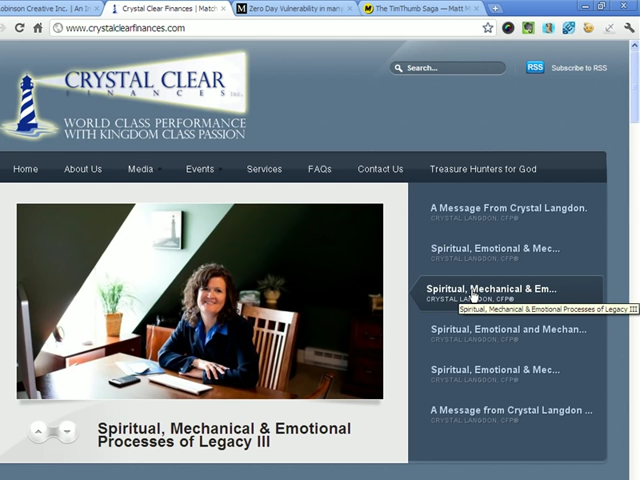 obinson Creative Inc. | An I
Crystal Clear Finances | Match
Zero Day Vulnerability in many
The TimThumb Saga — Matt M
www.crystalclearfinances.com
CRYSTAL CLEAR
FINANCES
WORLD CLASS PERFORMANCE
WITH KINGDOM CLASS PASSION
Search...
RSS
Subscribe to RSS
Home
About Us
Media
Events
Services
FAQs
Contact Us
Treasure Hunters for God
A Message From Crystal Langdon.
CRYSTAL LANGDON, CFP®
Spiritual, Emotional & Mec...
CRYSTAL LANGDON, CFP®
Spiritual, Mechanical & Em...
CRYSTAL LANGDON, CFP®
Spiritual, Mechanical & Emotional Processes of Legacy III
Spiritual, Emotional and Mechan...
CRYSTAL LANGDON, CFP®
Spiritual, Emotional & Mec...
CRYSTAL LANGDON, CFP®
A Message from Crystal Langdon ...
CRYSTAL LANGDON, CFP®
Spiritual, Mechanical & Emotional
Processes of Legacy III